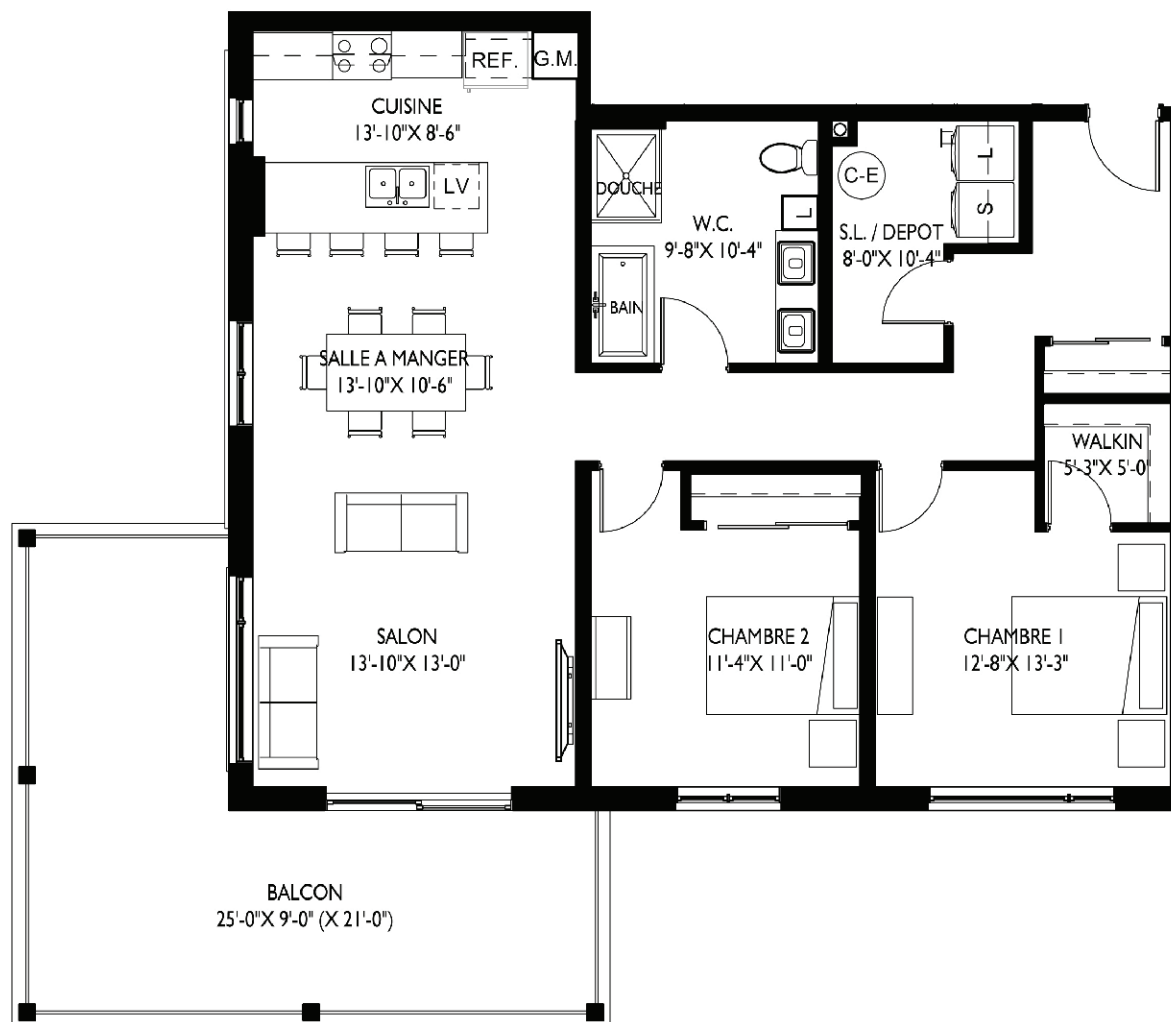 REF.
G.M.
CUISINE
13'-10"X 8'-6"
LV
DOUCHE
W.C.
9'-8"X 10'-4"
L
BAIN
C-E
L
S
S.L. / DEPOT
8'-0"X 10'-4"
SALLE A MANGER
13'-10"X 10'-6"
WALKIN
5'-3"X 5'-0"
SALON
13'-10"X 13'-0"
CHAMBRE 2
11'-4"X 11'-0"
CHAMBRE 1
12'-8"X 13'-3"
BALCON
25'-0"X 9'-0" (X 21'-0")